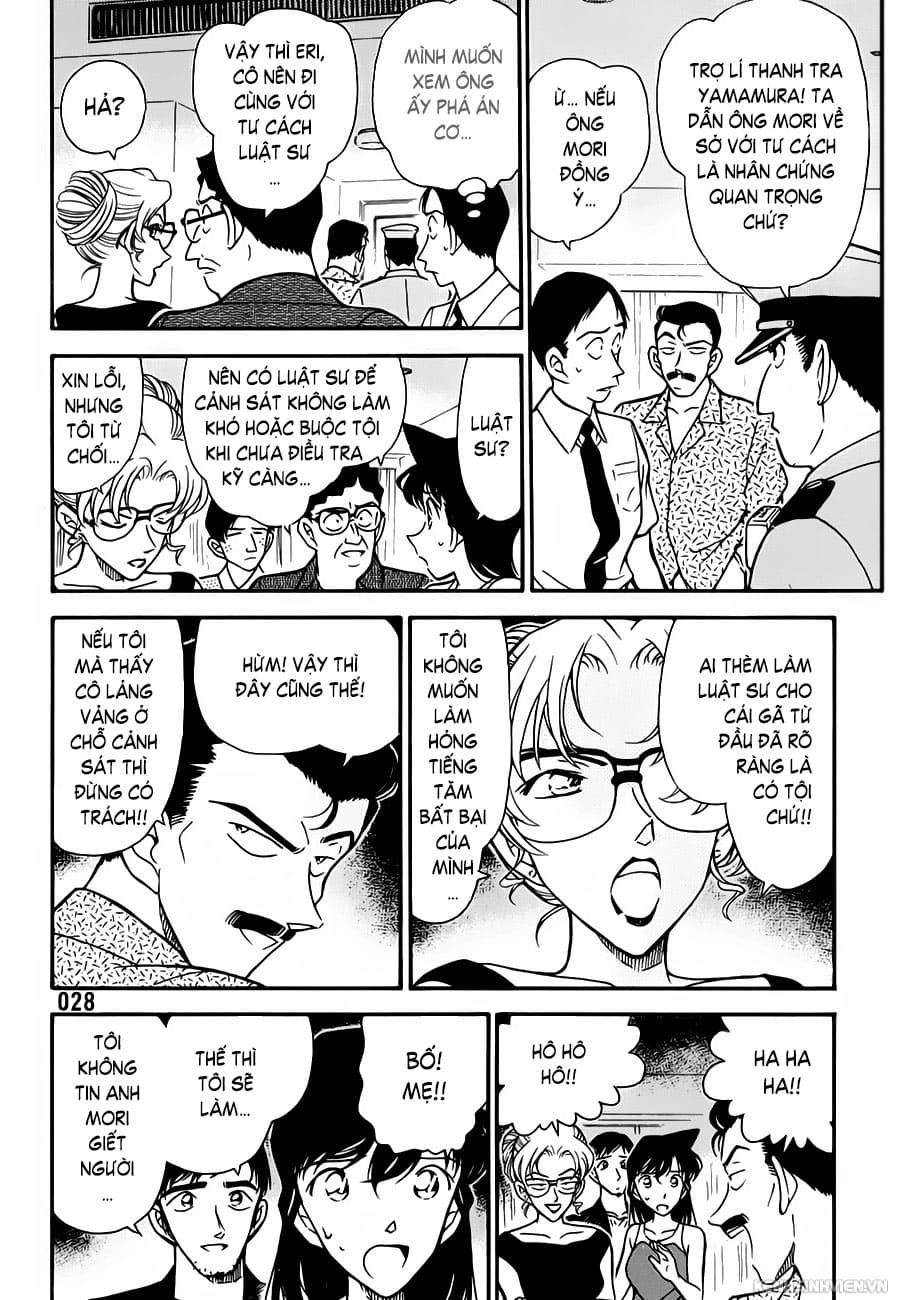 TRỢ LÍ THANH TRA
YAMAMURA! TA
DẪN ÔNG MORI VỀ
SỞ VỚI TƯ CÁCH
LÀ NHÂN CHỨNG
QUAN TRỌNG
CHỨ?
Ừ... NẾU
ÔNG
MORI
ĐỒNG
Ý...
MÌNH MUỐN
XEM ÔNG
ẤY PHÁ ÁN
CƠ...
VẬY THÌ ERI,
CÔ NÊN ĐI
CÙNG VỚI
TƯ CÁCH
LUẬT SƯ
...
HẢ?
LUẬT
SƯ?
NÊN CÓ LUẬT SƯ ĐỂ
CẢNH SÁT KHÔNG LÀM
KHÓ HOẶC BUỘC TỘI
KHI CHƯA ĐIỀU TRA
KỸ CÀNG...
XIN LỖI,
NHƯNG
TÔI TỪ
CHỐI...
AI THÈM LÀM
LUẬT SƯ CHO
CÁI GÃ TỪ
ĐẦU ĐÃ RÕ
RÀNG LÀ
CÓ TỘI
CHỨ!!
TÔI
KHÔNG
MUỐN
LÀM
HỎNG
TIẾNG
TĂM
BẤT BẠI
CỦA
MÌNH
...
HỪM! VẬY THÌ
ĐÂY CŨNG THẾ!
NẾU TÔI
MÀ THẤY
CÔ LẢNG
VẢNG Ở
CHỖ CẢNH
SÁT THÌ
ĐỪNG CÓ
TRÁCH!!
028
HA HA
HA!!
HÔ HÔ
HÔ!!
BỐ!
MẸ!!
THẾ THÌ
TÔI SẼ
LÀM...
TÔI
KHÔNG
TIN ANH
MORI
GIẾT
NGƯỜI
...